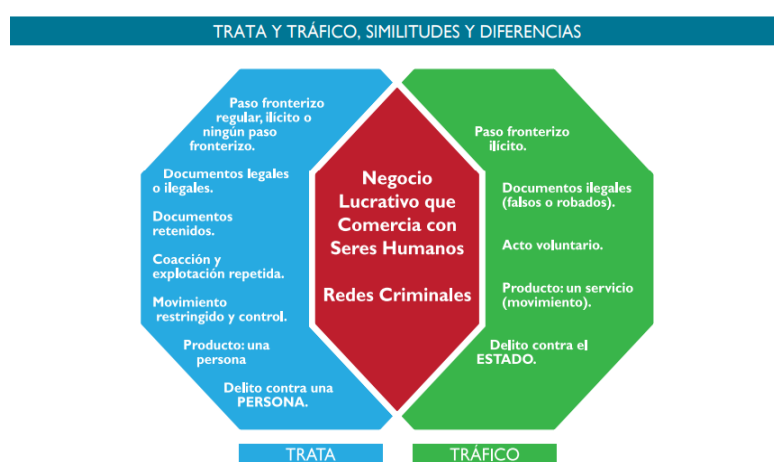 TRATA Y TRÁFICO, SIMILITUDES Y DIFERENCIAS
Paso fronterizo
regular, ilícito o
ningún paso
fronterizo.
Documentos legales
o ilegales.
Documentos
retenidos.
Coacción y
explotación repetida.
Movimiento
restringido y control.
Producto: una
persona
Delito contra una
PERSONA.
Negocio
Lucrativo que
Comercia con
Seres Humanos
Redes Criminales
Paso fronterizo
ilícito.
Documentos ilegales
(falsos o robados).
Acto voluntario.
Producto: un servicio
(movimiento).
Delito contra el
ESTADO.
TRATA
TRÁFICO